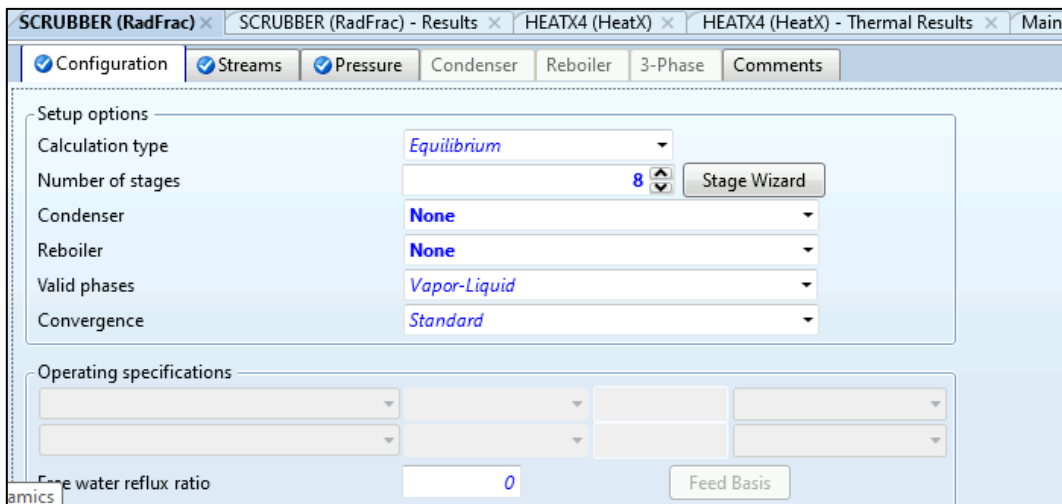 SCRUBBER (RadFrac) × SCRUBBER (RadFrac) - Results × HEATX4 (HeatX) × HEATX4 (HeatX) - Thermal Results × Main
Configuration Streams Pressure Condenser Reboiler 3-Phase Comments
Setup options
Calculation type Equilibrium
Number of stages 8 Stage Wizard
Condenser None
Reboiler None
Valid phases Vapor-Liquid
Convergence Standard
Operating specifications
Free water reflux ratio 0 Feed Basis
amics